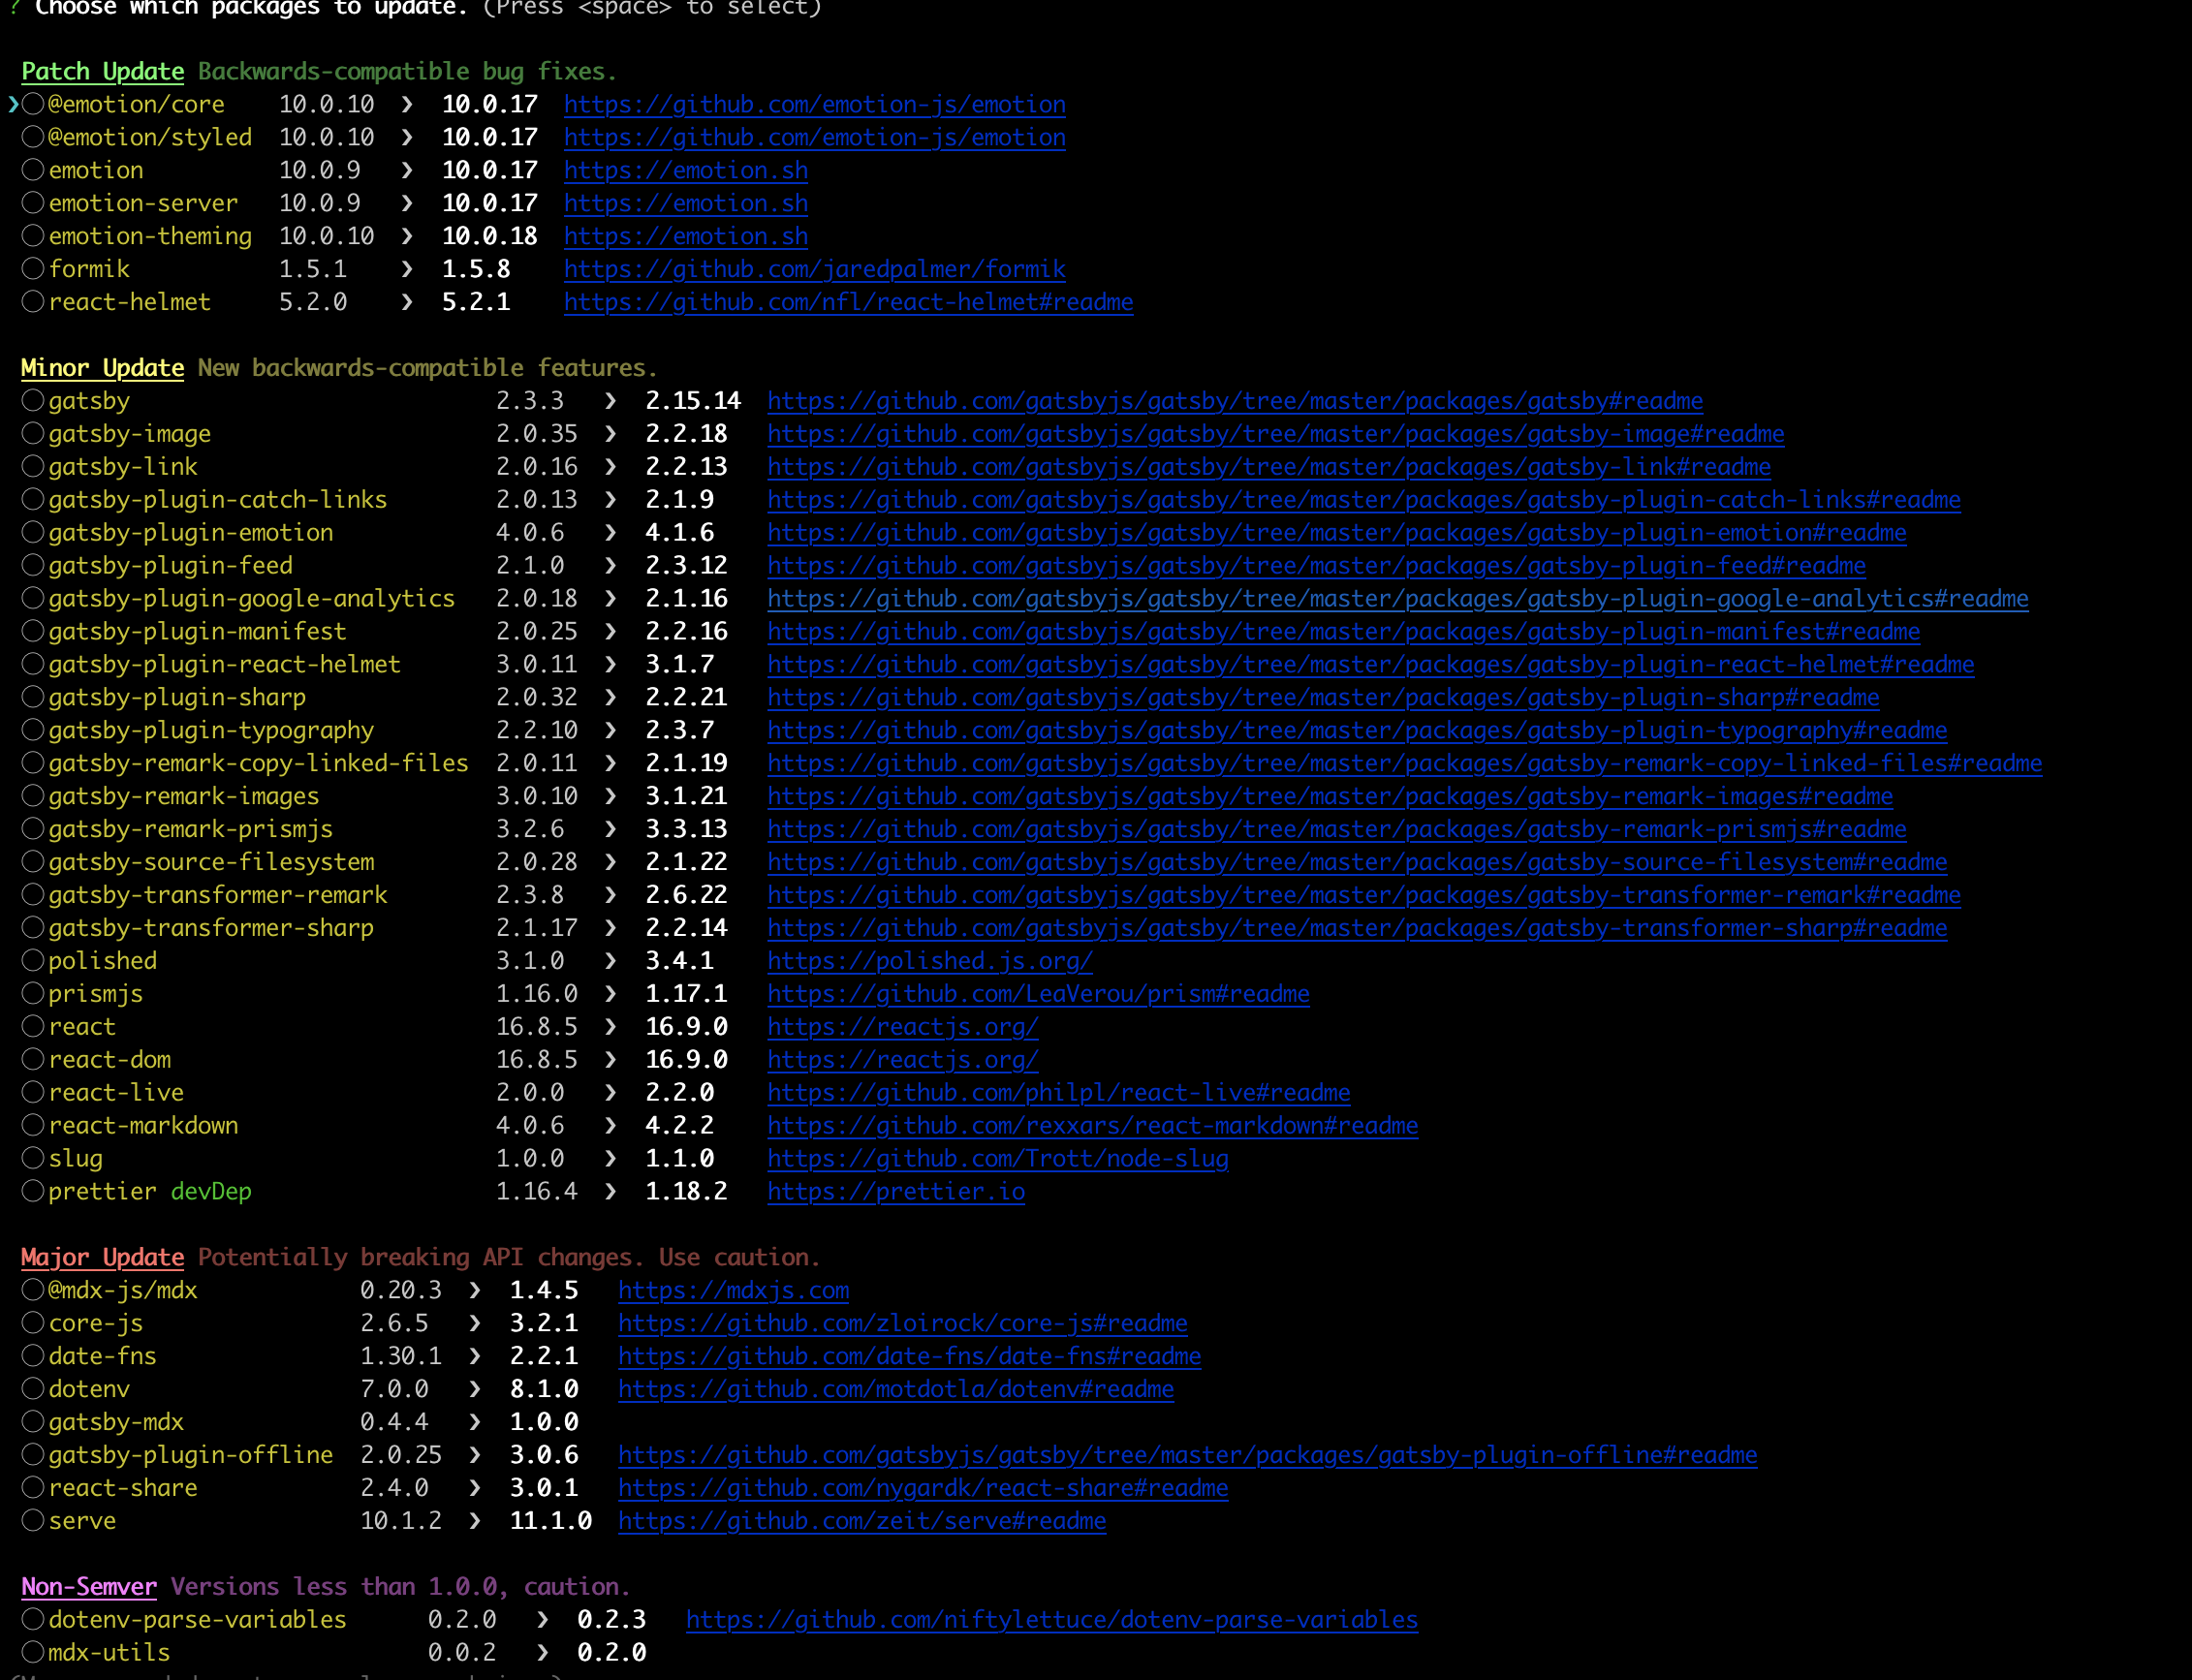 ? Choose which packages to update. (Press <space> to select)
Patch Update Backwards-compatible bug fixes.
❯◯@emotion/core 10.0.10 ❯ 10.0.17 https://github.com/emotion-js/emotion
◯@emotion/styled 10.0.10 ❯ 10.0.17 https://github.com/emotion-js/emotion
◯emotion 10.0.9 ❯ 10.0.17 https://emotion.sh
◯emotion-server 10.0.9 ❯ 10.0.17 https://emotion.sh
◯emotion-theming 10.0.10 ❯ 10.0.18 https://emotion.sh
◯formik 1.5.1 ❯ 1.5.8 https://github.com/jaredpalmer/formik
◯react-helmet 5.2.0 ❯ 5.2.1 https://github.com/nfl/react-helmet#readme
Minor Update New backwards-compatible features.
◯gatsby 2.3.3 ❯ 2.15.14 https://github.com/gatsbyjs/gatsby/tree/master/packages/gatsby#readme
◯gatsby-image 2.0.35 ❯ 2.2.18 https://github.com/gatsbyjs/gatsby/tree/master/packages/gatsby-image#readme
◯gatsby-link 2.0.16 ❯ 2.2.13 https://github.com/gatsbyjs/gatsby/tree/master/packages/gatsby-link#readme
◯gatsby-plugin-catch-links 2.0.13 ❯ 2.1.9 https://github.com/gatsbyjs/gatsby/tree/master/packages/gatsby-plugin-catch-links#readme
◯gatsby-plugin-emotion 4.0.6 ❯ 4.1.6 https://github.com/gatsbyjs/gatsby/tree/master/packages/gatsby-plugin-emotion#readme
◯gatsby-plugin-feed 2.1.0 ❯ 2.3.12 https://github.com/gatsbyjs/gatsby/tree/master/packages/gatsby-plugin-feed#readme
◯gatsby-plugin-google-analytics 2.0.18 ❯ 2.1.16 https://github.com/gatsbyjs/gatsby/tree/master/packages/gatsby-plugin-google-analytics#readme
◯gatsby-plugin-manifest 2.0.25 ❯ 2.2.16 https://github.com/gatsbyjs/gatsby/tree/master/packages/gatsby-plugin-manifest#readme
◯gatsby-plugin-react-helmet 3.0.11 ❯ 3.1.7 https://github.com/gatsbyjs/gatsby/tree/master/packages/gatsby-plugin-react-helmet#readme
◯gatsby-plugin-sharp 2.0.32 ❯ 2.2.21 https://github.com/gatsbyjs/gatsby/tree/master/packages/gatsby-plugin-sharp#readme
◯gatsby-plugin-typography 2.2.10 ❯ 2.3.7 https://github.com/gatsbyjs/gatsby/tree/master/packages/gatsby-plugin-typography#readme
◯gatsby-remark-copy-linked-files 2.0.11 ❯ 2.1.19 https://github.com/gatsbyjs/gatsby/tree/master/packages/gatsby-remark-copy-linked-files#readme
◯gatsby-remark-images 3.0.10 ❯ 3.1.21 https://github.com/gatsbyjs/gatsby/tree/master/packages/gatsby-remark-images#readme
◯gatsby-remark-prismjs 3.2.6 ❯ 3.3.13 https://github.com/gatsbyjs/gatsby/tree/master/packages/gatsby-remark-prismjs#readme
◯gatsby-source-filesystem 2.0.28 ❯ 2.1.22 https://github.com/gatsbyjs/gatsby/tree/master/packages/gatsby-source-filesystem#readme
◯gatsby-transformer-remark 2.3.8 ❯ 2.6.22 https://github.com/gatsbyjs/gatsby/tree/master/packages/gatsby-transformer-remark#readme
◯gatsby-transformer-sharp 2.1.17 ❯ 2.2.14 https://github.com/gatsbyjs/gatsby/tree/master/packages/gatsby-transformer-sharp#readme
◯polished 3.1.0 ❯ 3.4.1 https://polished.js.org/
◯prismjs 1.16.0 ❯ 1.17.1 https://github.com/LeaVerou/prism#readme
◯react 16.8.5 ❯ 16.9.0 https://reactjs.org/
◯react-dom 16.8.5 ❯ 16.9.0 https://reactjs.org/
◯react-live 2.0.0 ❯ 2.2.0 https://github.com/philpl/react-live#readme
◯react-markdown 4.0.6 ❯ 4.2.2 https://github.com/rexxars/react-markdown#readme
◯slug 1.0.0 ❯ 1.1.0 https://github.com/Trott/node-slug
◯prettier devDep 1.16.4 ❯ 1.18.2 https://prettier.io
Major Update Potentially breaking API changes. Use caution.
◯@mdx-js/mdx 0.20.3 ❯ 1.4.5 https://mdxjs.com
◯core-js 2.6.5 ❯ 3.2.1 https://github.com/zloirock/core-js#readme
◯date-fns 1.30.1 ❯ 2.2.1 https://github.com/date-fns/date-fns#readme
◯dotenv 7.0.0 ❯ 8.1.0 https://github.com/motdotla/dotenv#readme
◯gatsby-mdx 0.4.4 ❯ 1.0.0
◯gatsby-plugin-offline 2.0.25 ❯ 3.0.6 https://github.com/gatsbyjs/gatsby/tree/master/packages/gatsby-plugin-offline#readme
◯react-share 2.4.0 ❯ 3.0.1 https://github.com/nygardk/react-share#readme
◯serve 10.1.2 ❯ 11.1.0 https://github.com/zeit/serve#readme
Non-Semver Versions less than 1.0.0, caution.
◯dotenv-parse-variables 0.2.0 ❯ 0.2.3 https://github.com/niftylettuce/dotenv-parse-variables
◯mdx-utils 0.0.2 ❯ 0.2.0